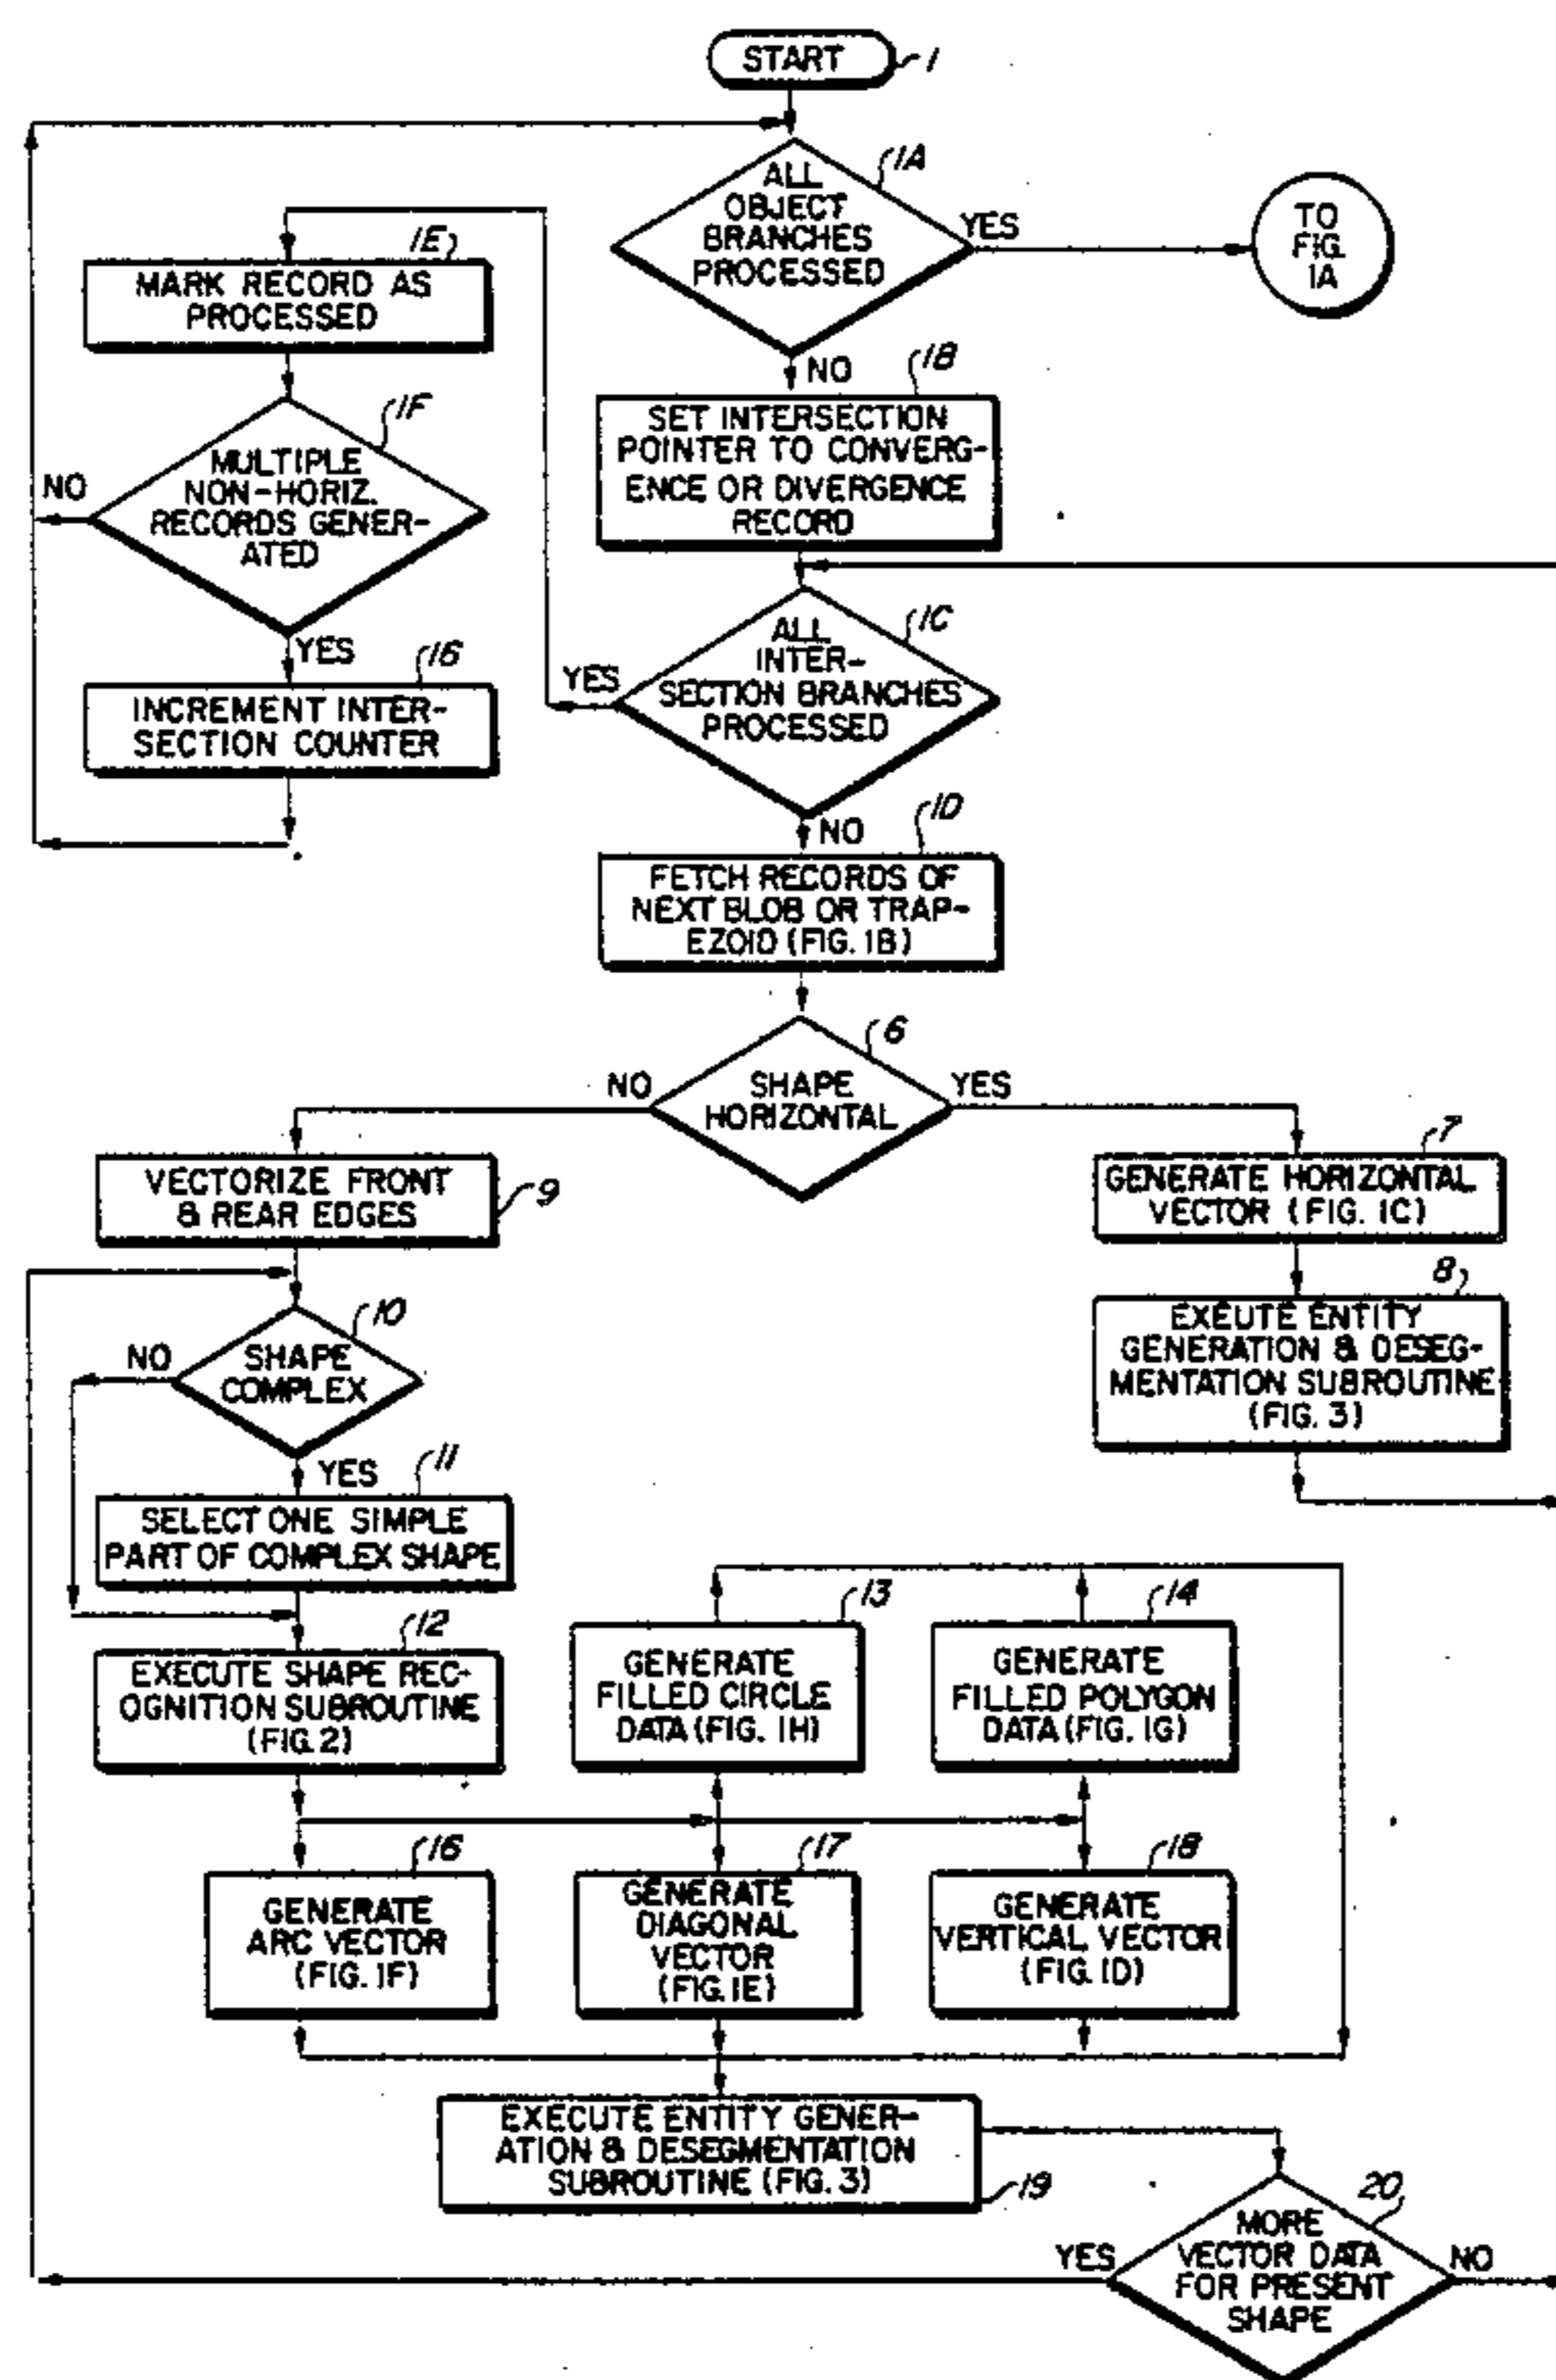 START
1
1A
ALL
OBJECT
BRANCHES
PROCESSED
YES
TO
FIG.
1A
1E
MARK RECORD AS
PROCESSED
NO
1B
SET INTERSECTION
POINTER TO CONVERG-
ENCE OR DIVERGENCE
RECORD
1F
MULTIPLE
NON-HORIZ.
RECORDS GENER-
ATED
NO
YES
1G
INCREMENT INTER-
SECTION COUNTER
1C
ALL
INTER-
SECTION BRANCHES
PROCESSED
YES
NO
1D
FETCH RECORDS OF
NEXT BLOB OR TRAP-
EZOID (FIG. 1B)
6
SHAPE
HORIZONTAL
NO
YES
VECTORIZE FRONT
& REAR EDGES
9
7
GENERATE HORIZONTAL
VECTOR (FIG. 1C)
8
EXEUTE ENTITY
GENERATION & DESEG-
MENTATION SUBROUTINE
(FIG. 3)
10
SHAPE
COMPLEX
NO
YES
11
SELECT ONE SIMPLE
PART OF COMPLEX SHAPE
12
EXECUTE SHAPE REC-
OGNITION SUBROUTINE
(FIG. 2)
13
GENERATE
FILLED CIRCLE
DATA (FIG. 1H)
14
GENERATE
FILLED POLYGON
DATA (FIG. 1G)
16
GENERATE
ARC VECTOR
(FIG. 1F)
17
GENERATE
DIAGONAL
VECTOR
(FIG. 1E)
18
GENERATE
VERTICAL VECTOR
(FIG. 1D)
EXECUTE ENTITY GENER-
ATION & DESEGMENTATION
SUBROUTINE (FIG. 3)
19
20
MORE
VECTOR DATA
FOR PRESENT
SHAPE
YES
NO